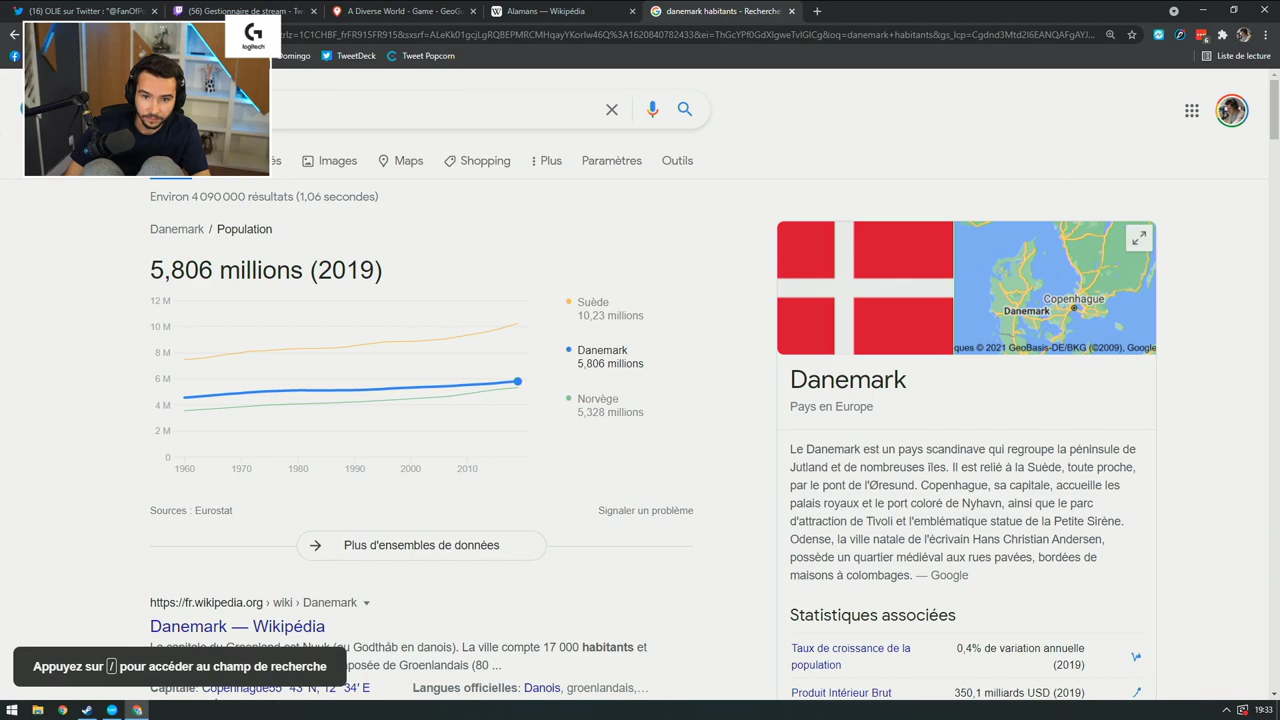 (16) OLIE sur Twitter : "@FanOfP
(56) Gestionnaire de stream - Tw
A Diverse World - Game - GeoG
Alamans — Wikipédia
danemark habitants - Recherche
logitech
Domingo
TweetDeck
Tweet Popcorn
Liste de lecture
Images
Maps
Shopping
Plus
Paramètres
Outils
Environ 4 090 000 résultats (1,06 secondes)
Danemark / Population
5,806 millions (2019)
12 M
10 M
8 M
6 M
4 M
2 M
0
1960
1970
1980
1990
2000
2010
Suède
10,23 millions
Danemark
5,806 millions
Norvège
5,328 millions
Sources : Eurostat
Signaler un problème
Plus d'ensembles de données
https://fr.wikipedia.org › wiki › Danemark
Danemark — Wikipédia
La capitale du Groenland est Nuuk (ou Godthåb en danois). La ville compte 17 000 habitants et
posée de Groenlandais (80 ...
Capitale: Copenhague55° 43′ N, 12° 34′ E
Langues officielles: Danois, groenlandais,...
Appuyez sur / pour accéder au champ de recherche
Copenhague
Danemark
ques © 2021 GeoBasis-DE/BKG (©2009), Google
Danemark
Pays en Europe
Le Danemark est un pays scandinave qui regroupe la péninsule de
Jutland et de nombreuses îles. Il est relié à la Suède, toute proche,
par le pont de l'Øresund. Copenhague, sa capitale, accueille les
palais royaux et le port coloré de Nyhavn, ainsi que le parc
d'attraction de Tivoli et l'emblématique statue de la Petite Sirène.
Odense, la ville natale de l'écrivain Hans Christian Andersen,
possède un quartier médiéval aux rues pavées, bordées de
maisons à colombages. — Google
Statistiques associées
Taux de croissance de la
population
0,4% de variation annuelle
(2019)
Produit Intérieur Brut
350,1 milliards USD (2019)
19:33